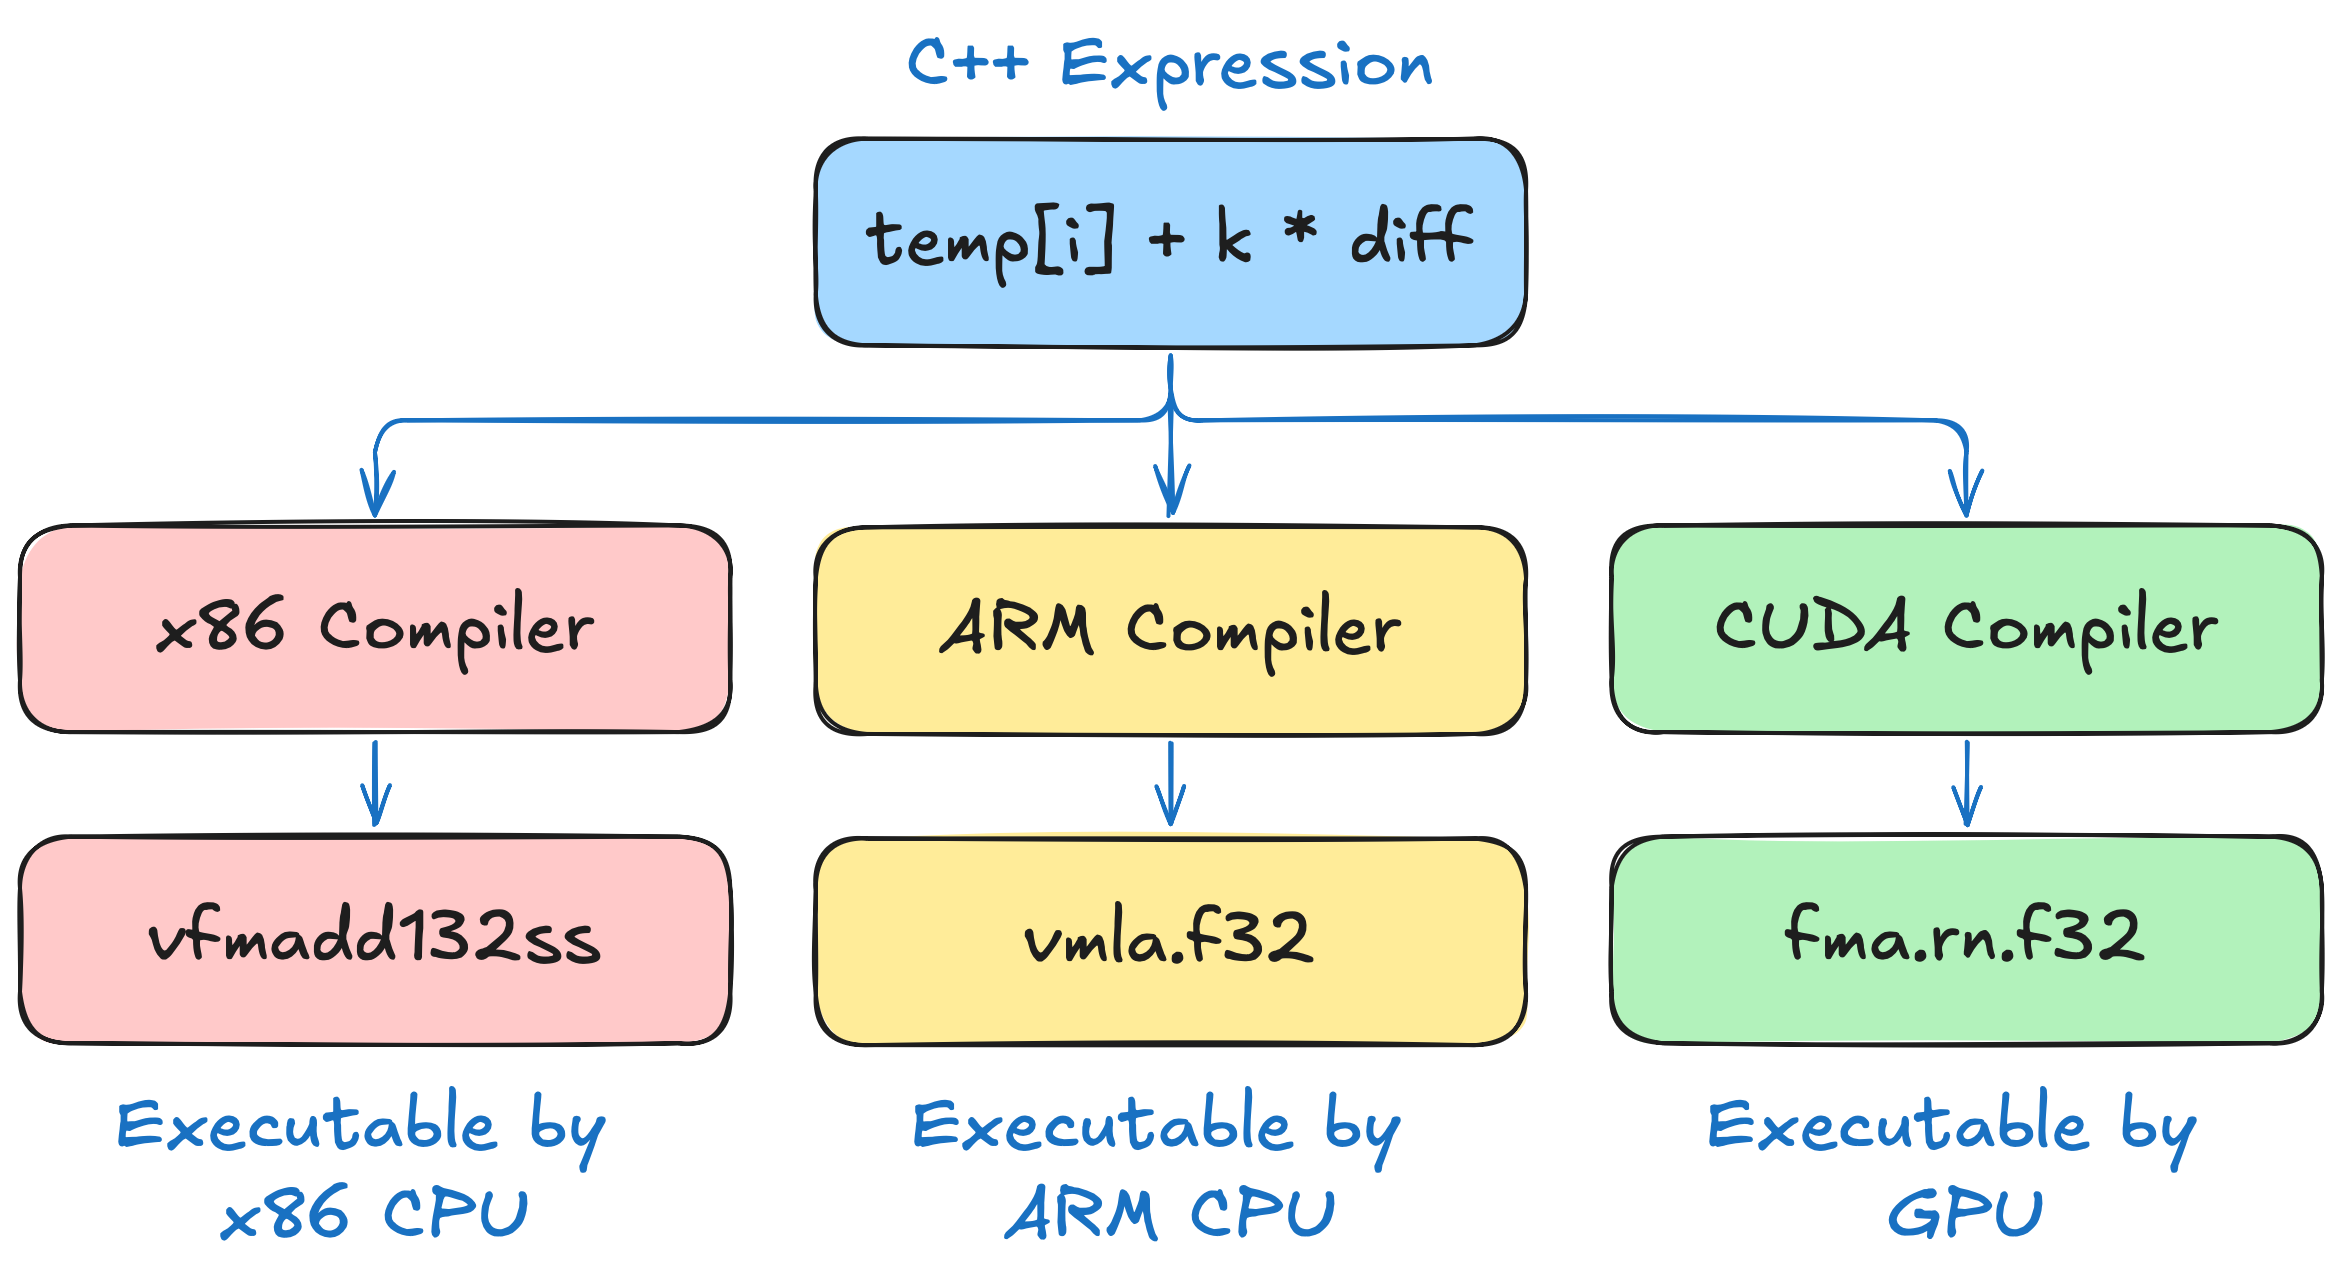 C++ Expression
temp[i] + k * diff
x86 Compiler
ARM Compiler
CUDA Compiler
vfmadd132ss
vmla.f32
fma.rn.f32
Executable by
x86 CPU
Executable by
ARM CPU
Executable by
GPU